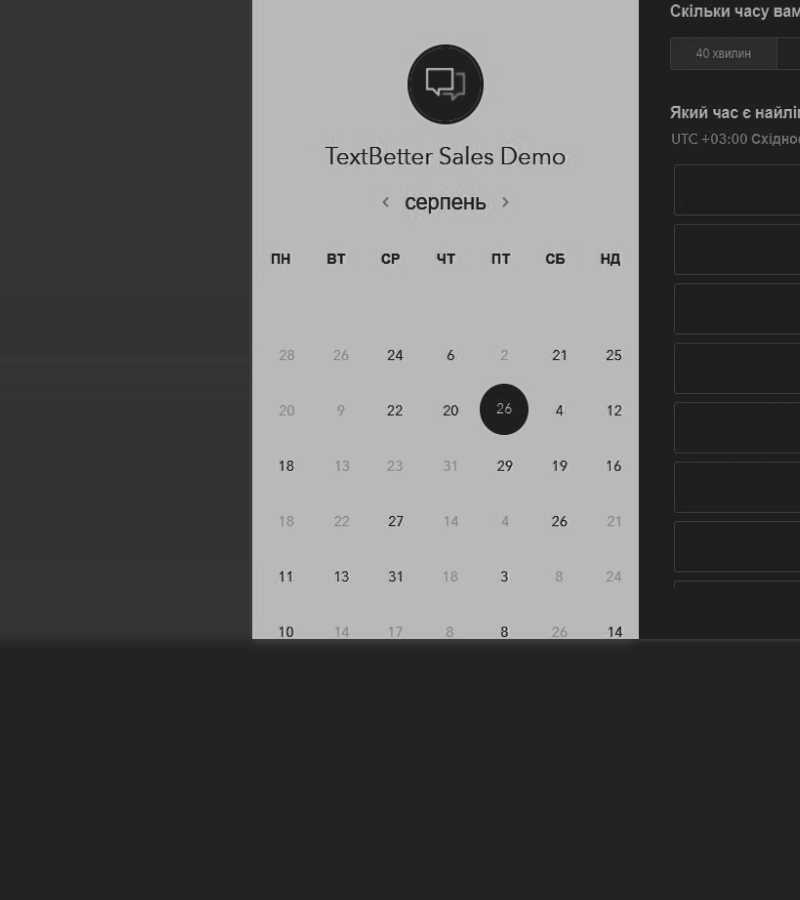 TextBetter Sales Demo
серпень
ПН ВТ СР ЧТ ПТ СБ НД
28 26 24 6 2 21 25
20 9 22 20 26 4 12
18 13 23 31 29 19 16
18 22 27 14 4 26 21
11 13 31 18 3 8 24
10 14 17 8 8 26 14
Скільки часу вам
40 хвилин
Який час є найлі
UTC +03:00 Східно